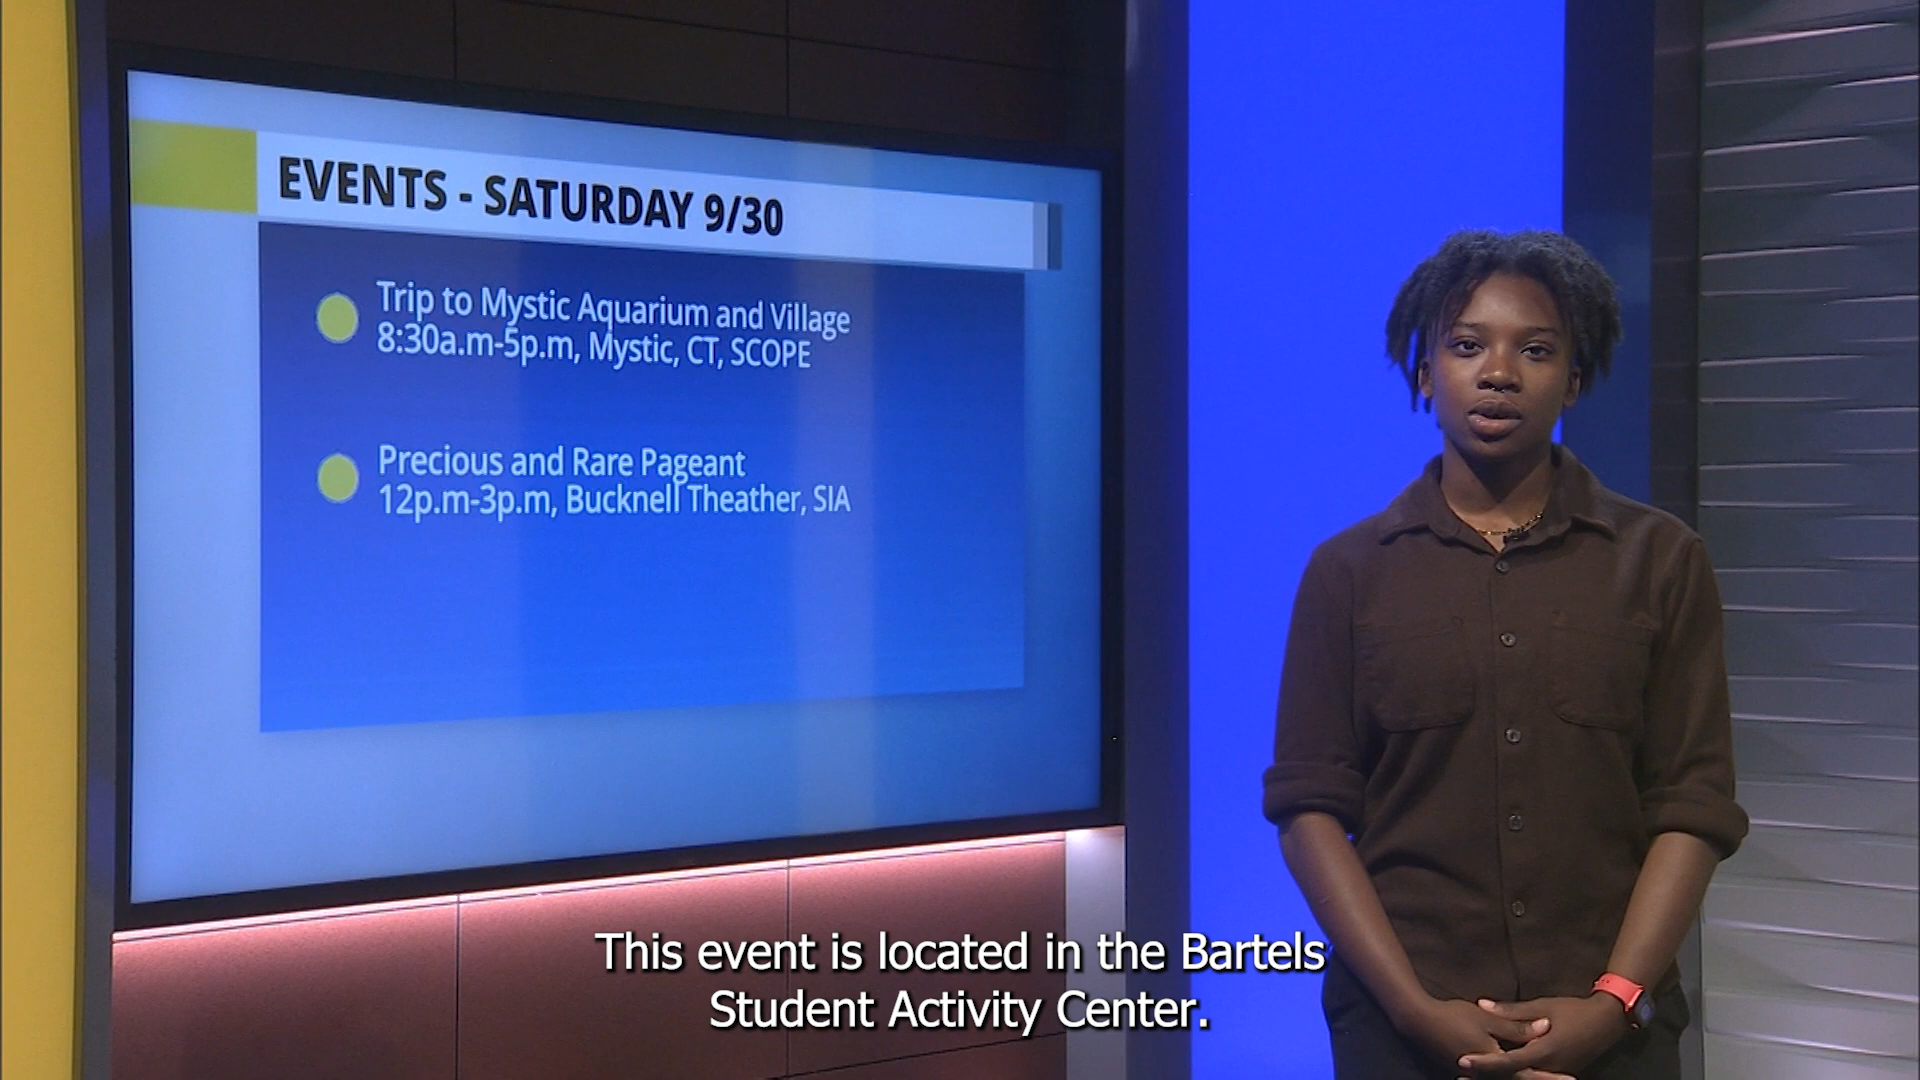 EVENTS - SATURDAY 9/30
Trip to Mystic Aquarium and Village
8:30a.m-5p.m, Mystic, CT, SCOPE
Precious and Rare Pageant
12p.m-3p.m, Bucknell Theather, SIA
This event is located in the Bartels
Student Activity Center.